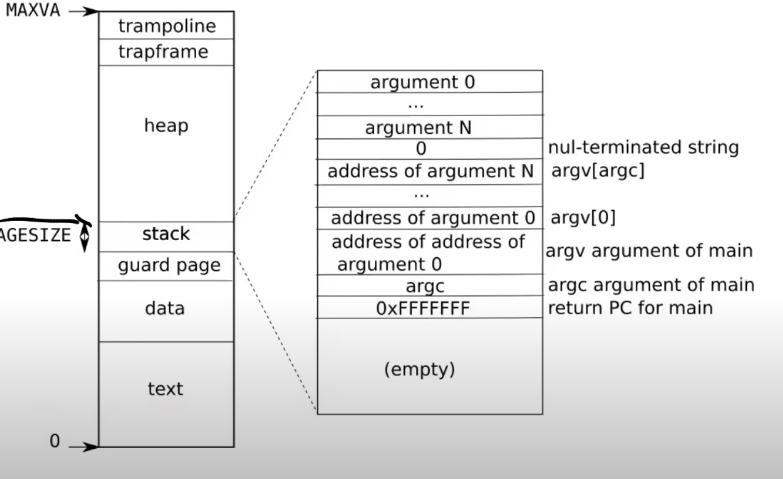 MAXVA
trampoline
trapframe
heap
AGESIZE
stack
guard page
data
text
0
argument 0
...
argument N
0
nul-terminated string
address of argument N
argv[argc]
...
address of argument 0
argv[0]
address of address of
argument 0
argv argument of main
argc
argc argument of main
0xFFFFFFF
return PC for main
(empty)